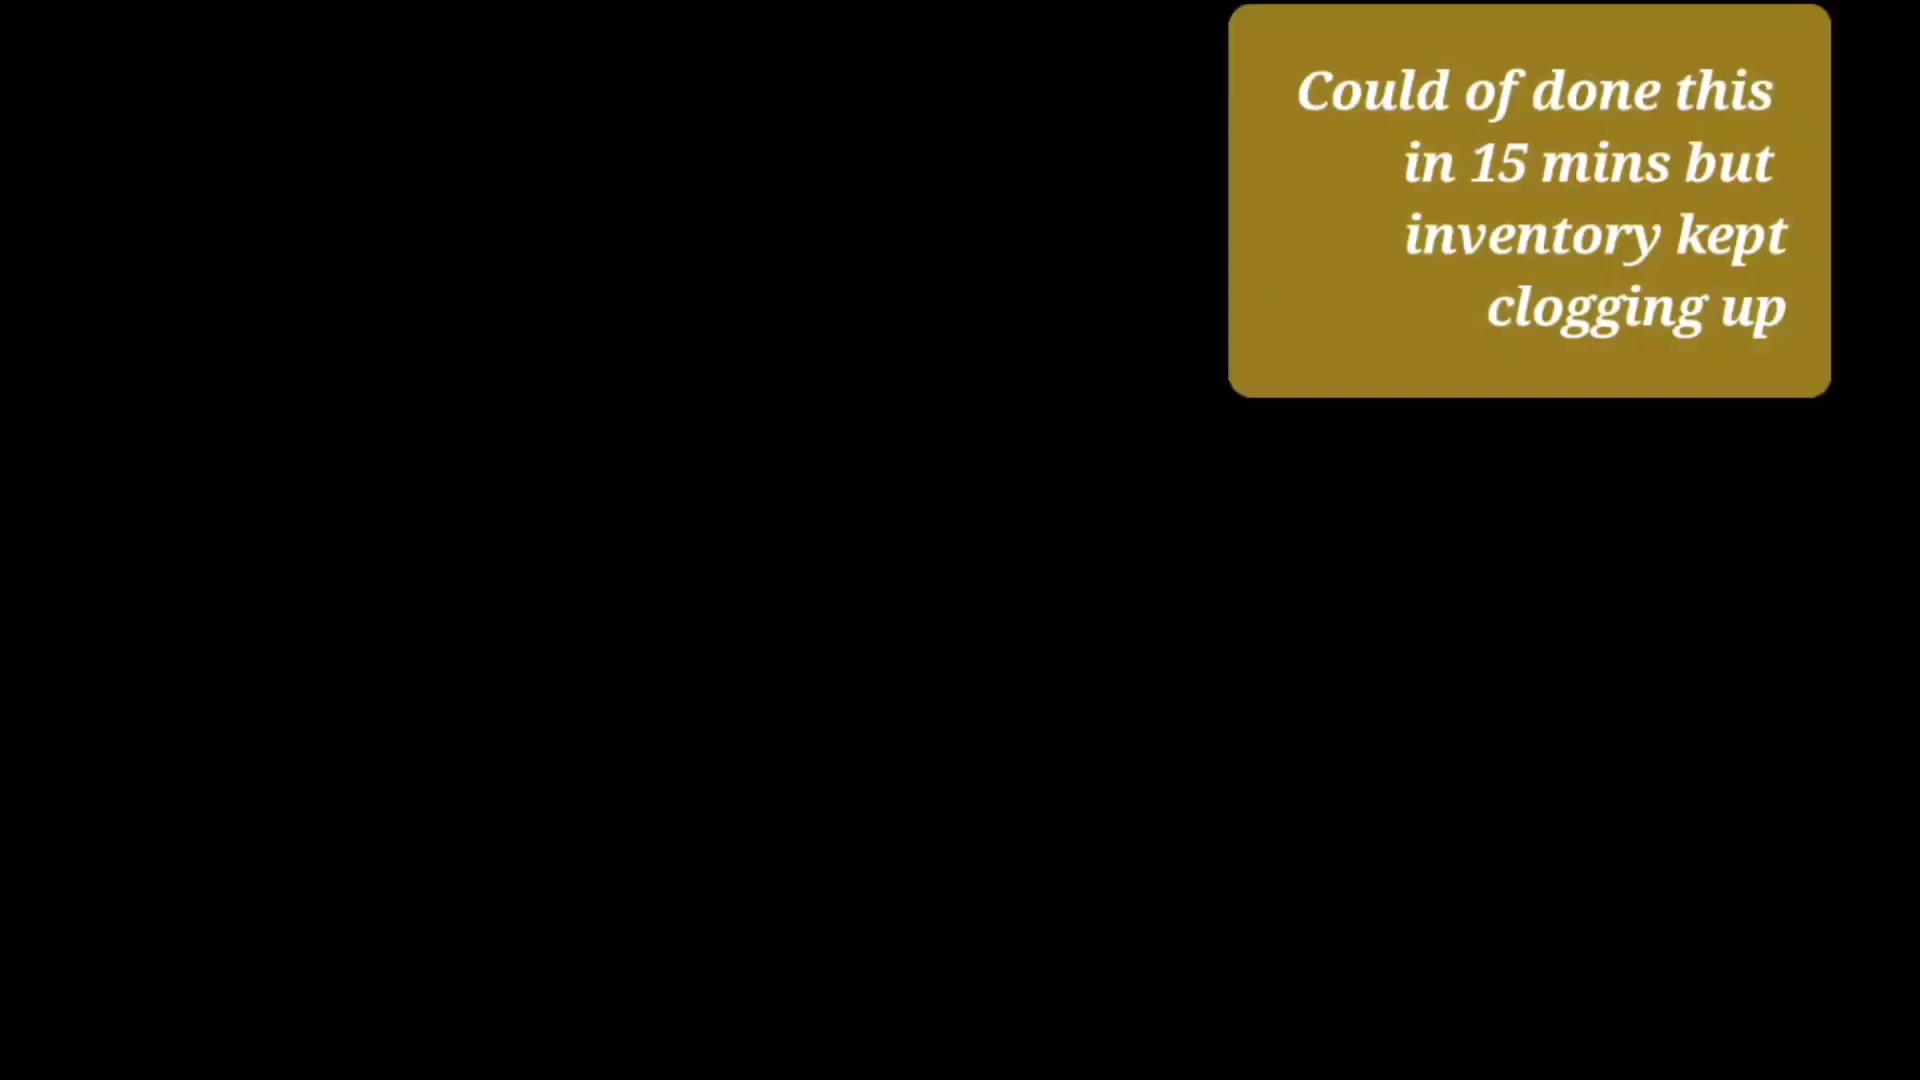 Could of done this
in 15 mins but
inventory kept
clogging up